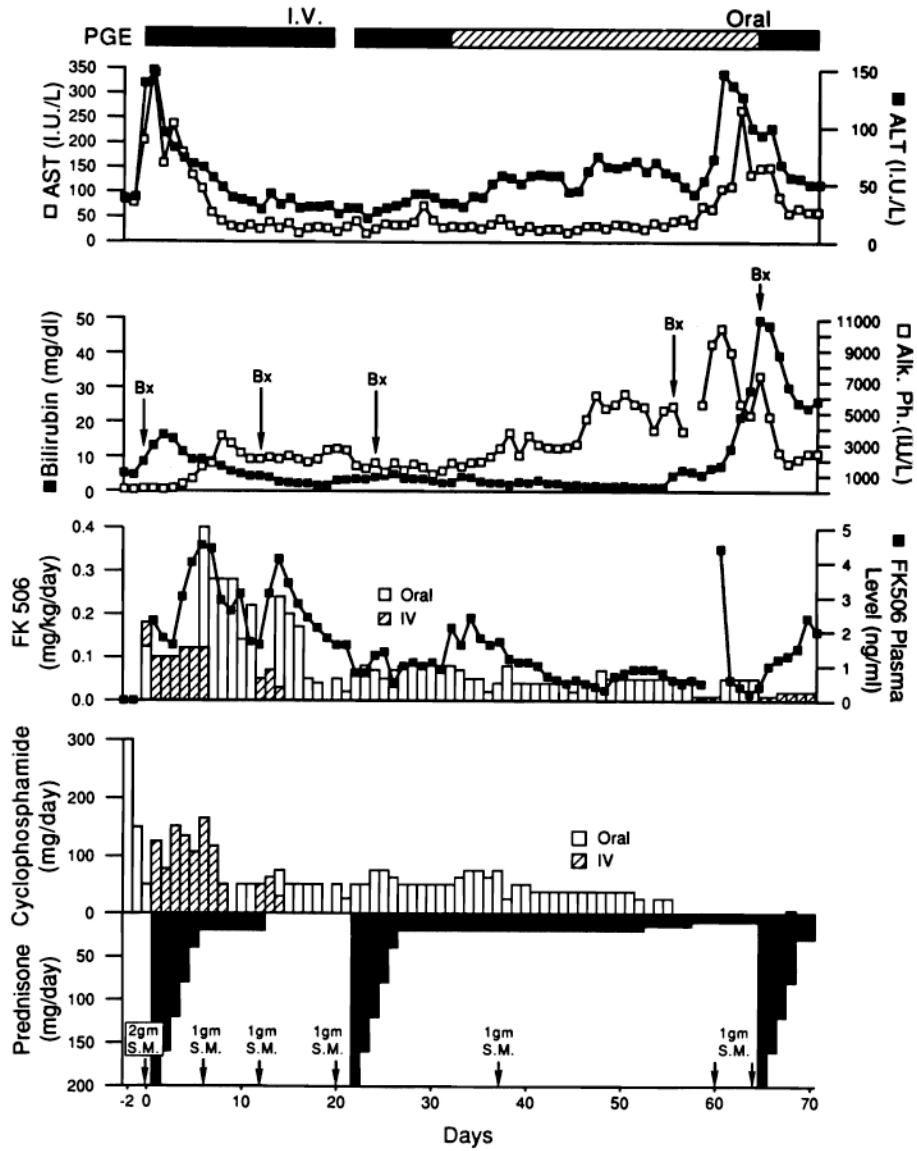 I.V.
Oral
PGE
350
300
250
200
150
100
50
0
□ AST (I.U./L)
150
100
50
0
■ ALT (I.U./L)
Bx
Bx
Bx
Bx
Bx
50
40
30
20
10
0
■ Bilirubin (mg/dl)
11000
9000
7000
5000
3000
1000
□ Alk. Ph.(I.U/L)
0.4
0.3
0.2
0.1
0.0
FK 506
(mg/kg/day)
□ Oral
▨ IV
5
4
3
2
1
0
■ FK506 Plasma
Level (ng/ml)
300
200
100
0
Cyclophosphamide
(mg/day)
□ Oral
▨ IV
50
100
150
200
Prednisone
(mg/day)
2gm
S.M.
1gm
S.M.
1gm
S.M.
1gm
S.M.
1gm
S.M.
1gm
S.M.
-2 0 10 20 30 40 50 60 70
Days